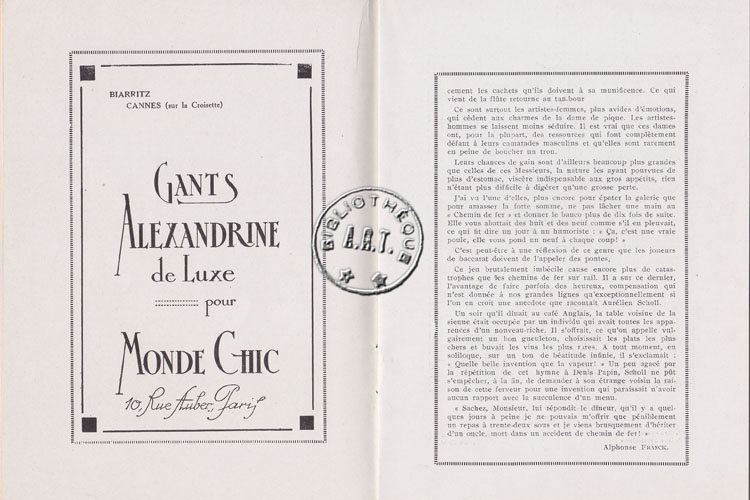 BIARRITZ
CANNES (sur la Croisette)
GANTS
ALEXANDRINE
de Luxe
pour
MONDE CHIC
10, Rue Auber, Paris
BIBLIOTHÈQUE
A.R.T.
cement les cachets qu'ils doivent à sa munificence. Ce qui
vient de la flûte retourne au tambour
Ce sont surtout les artistes-femmes, plus avides d'émotions,
qui cèdent aux charmes de la dame de pique. Les artistes-
hommes se laissent moins séduire. Il est vrai que ces dames
ont, pour la plupart, des ressources qui font complètement
défaut à leurs camarades masculins et qu'elles sont rarement
en peine de boucher un trou.
Leurs chances de gain sont d'ailleurs beaucoup plus grandes
que celles de ces Messieurs, la nature les ayant pourvues de
plus d'estomac, viscère indispensable aux gros appétits, rien
n'étant plus difficile à digérer qu'une grosse perte.
J'ai vu l'une d'elles, plus encore pour épater la galerie que
pour amasser la forte somme, ne pas lâcher une main au
« Chemin de fer » et donner le banco plus de dix fois de suite.
Elle vous abattait des huit et des neuf comme s'il en pleuvait,
ce qui fit dire un jour à un humoriste : « Ça, c'est une vraie
poule, elle vous pond un neuf à chaque coup! »
C'est peut-être à une réflexion de ce genre que les joueurs
de baccarat doivent de l'appeler des pontes,
Ce jeu brutalement imbécile cause encore plus de catas-
trophes que les chemins de fer sur rail. Il a sur ce dernier,
l'avantage de faire parfois des heureux, compensation qui
n'est donnée à nos grandes lignes qu'exceptionnellement si
l'on en croit une anecdote que racontait Aurélien Scholl.
Un soir qu'il dînait au café Anglais, la table voisine de la
sienne était occupée par un individu qui avait toutes les appa-
rences d'un nouveau-riche. Il s'offrait, ce qu'on appelle vul-
gairement un bon gueuleton, choisissait les plats les plus
chers et buvait les vins les plus rares. A tout moment, en
soliloque, sur un ton de béatitude infinie, il s'exclamait :
« Quelle belle invention que la vapeur! » Un peu agacé par
la répétition de cet hymne à Denis Papin, Scholl ne pût
s'empêcher, à la fin, de demander à son étrange voisin la rai-
son de cette ferveur pour une invention qui paraissait n'avoir
aucun rapport avec la succulence d'un menu.
« Sachez, Monsieur, lui répondit le dîneur, qu'il y a quel-
ques jours à peine je ne pouvais m'offrir que péniblement
un repas à trente-deux sous et je viens brusquement d'hériter
d'un oncle, mort dans un accident de chemin de fer! »
Alphonse FRANCK.